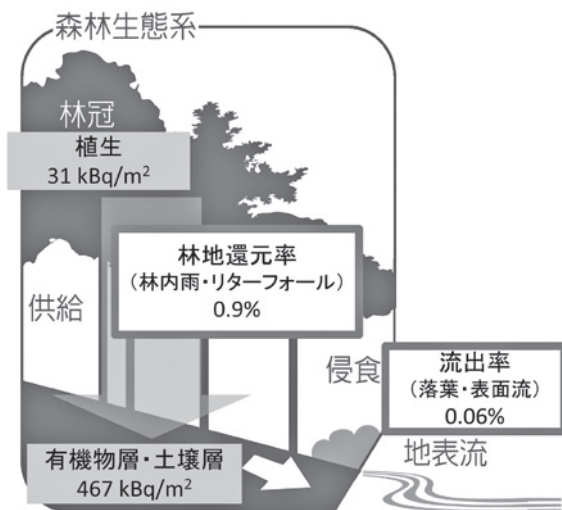 森林生態系
林冠
植生
31 kBq/m²
林地還元率
（林内雨・リターフォール）
0.9%
供給
侵食
流出率
（落葉・表面流）
0.06%
地表流
有機物層・土壌層
467 kBq/m²